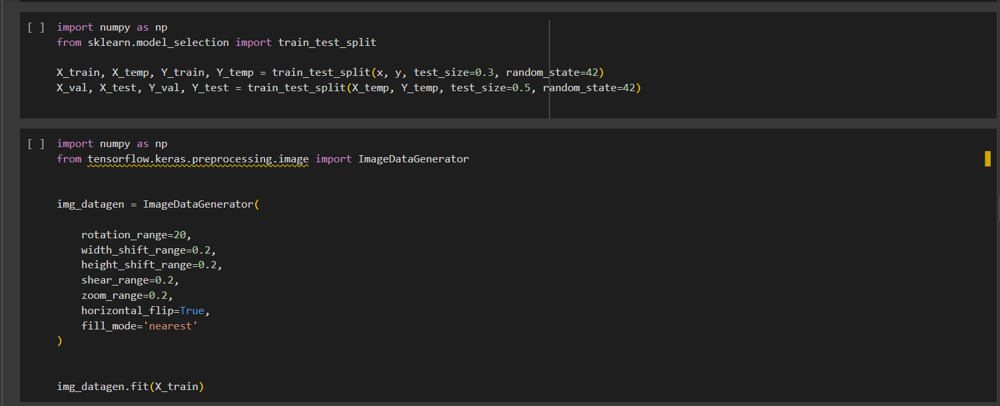 [ ] import numpy as np
from sklearn.model_selection import train_test_split
X_train, X_temp, Y_train, Y_temp = train_test_split(x, y, test_size=0.3, random_state=42)
X_val, X_test, Y_val, Y_test = train_test_split(X_temp, Y_temp, test_size=0.5, random_state=42)
[ ] import numpy as np
from tensorflow.keras.preprocessing.image import ImageDataGenerator
img_datagen = ImageDataGenerator(
rotation_range=20,
width_shift_range=0.2,
height_shift_range=0.2,
shear_range=0.2,
zoom_range=0.2,
horizontal_flip=True,
fill_mode='nearest'
)
img_datagen.fit(X_train)